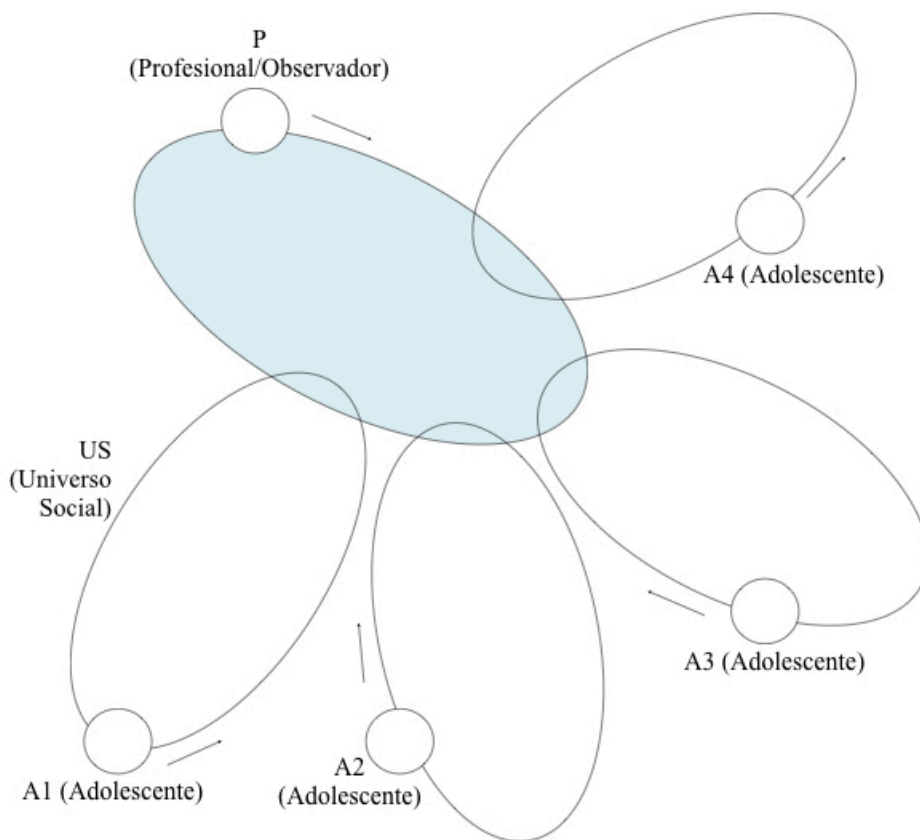 P
(Profesional/Observador)
A4 (Adolescente)
US
(Universo
Social)
A3 (Adolescente)
A2
(Adolescente)
A1 (Adolescente)